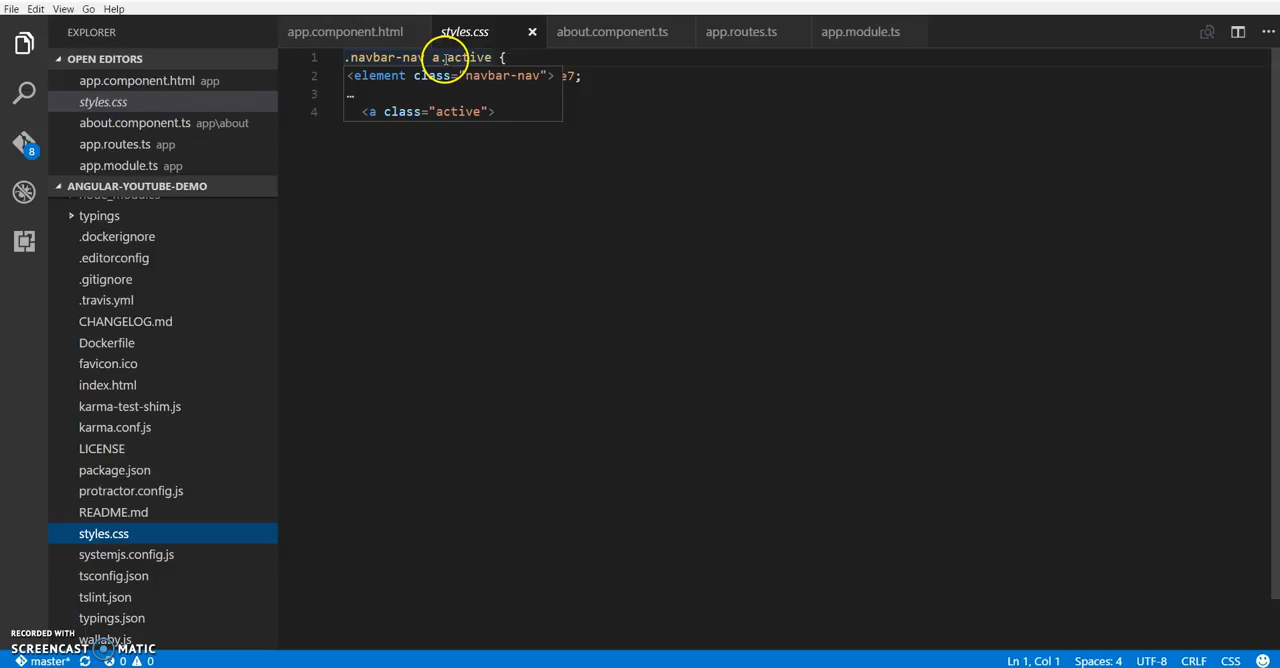 File Edit View Go Help
EXPLORER
app.component.html styles.css about.component.ts app.routes.ts app.module.ts
OPEN EDITORS
app.component.html app
styles.css
about.component.ts app\about
app.routes.ts app
app.module.ts app
ANGULAR-YOUTUBE-DEMO
node_modules
typings
.dockerignore
.editorconfig
.gitignore
.travis.yml
CHANGELOG.md
Dockerfile
favicon.ico
index.html
karma-test-shim.js
karma.conf.js
LICENSE
package.json
protractor.config.js
README.md
styles.css
systemjs.config.js
tsconfig.json
tslint.json
typings.json
wallaby.js
1 .navbar-nav a.active {
2 e7;
3
4
<element class="navbar-nav">
…
<a class="active">
8
RECORDED WITH
SCREENCAST MATIC
master* 0 0 Ln 1, Col 1 Spaces: 4 UTF-8 CRLF CSS